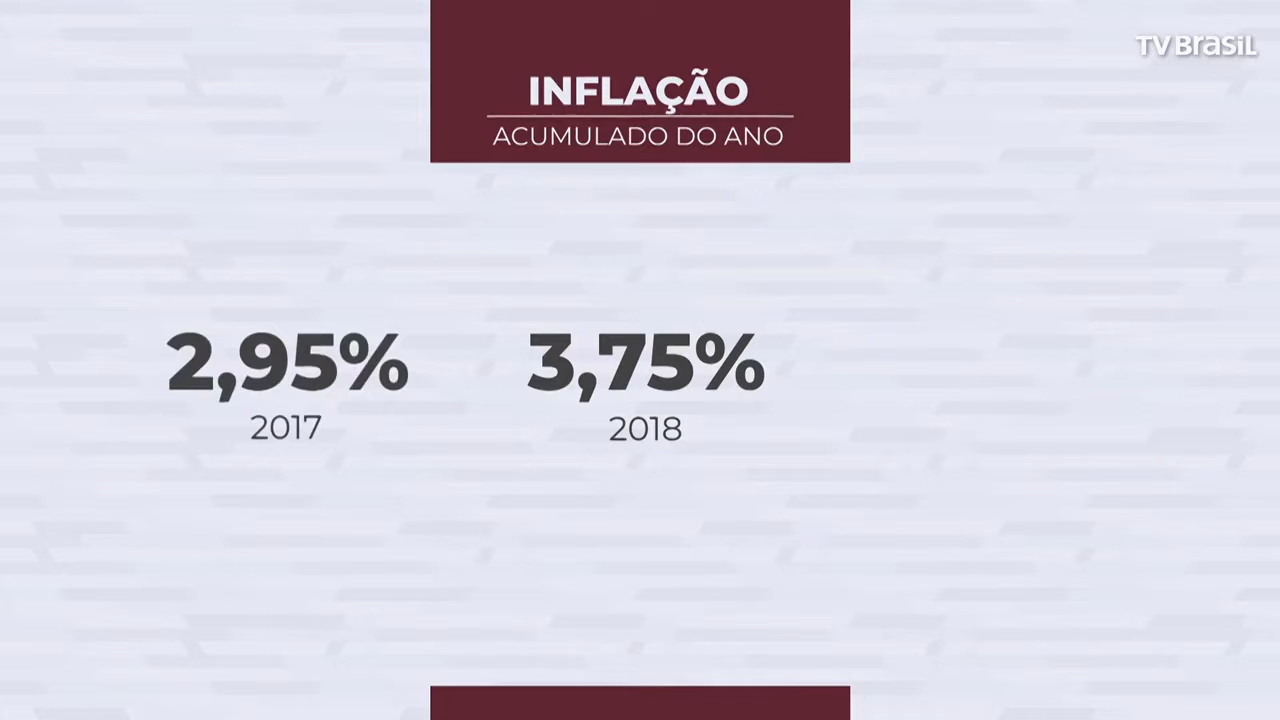 TV BRASIL
INFLAÇÃO
ACUMULADO DO ANO
2,95%
2017
3,75%
2018